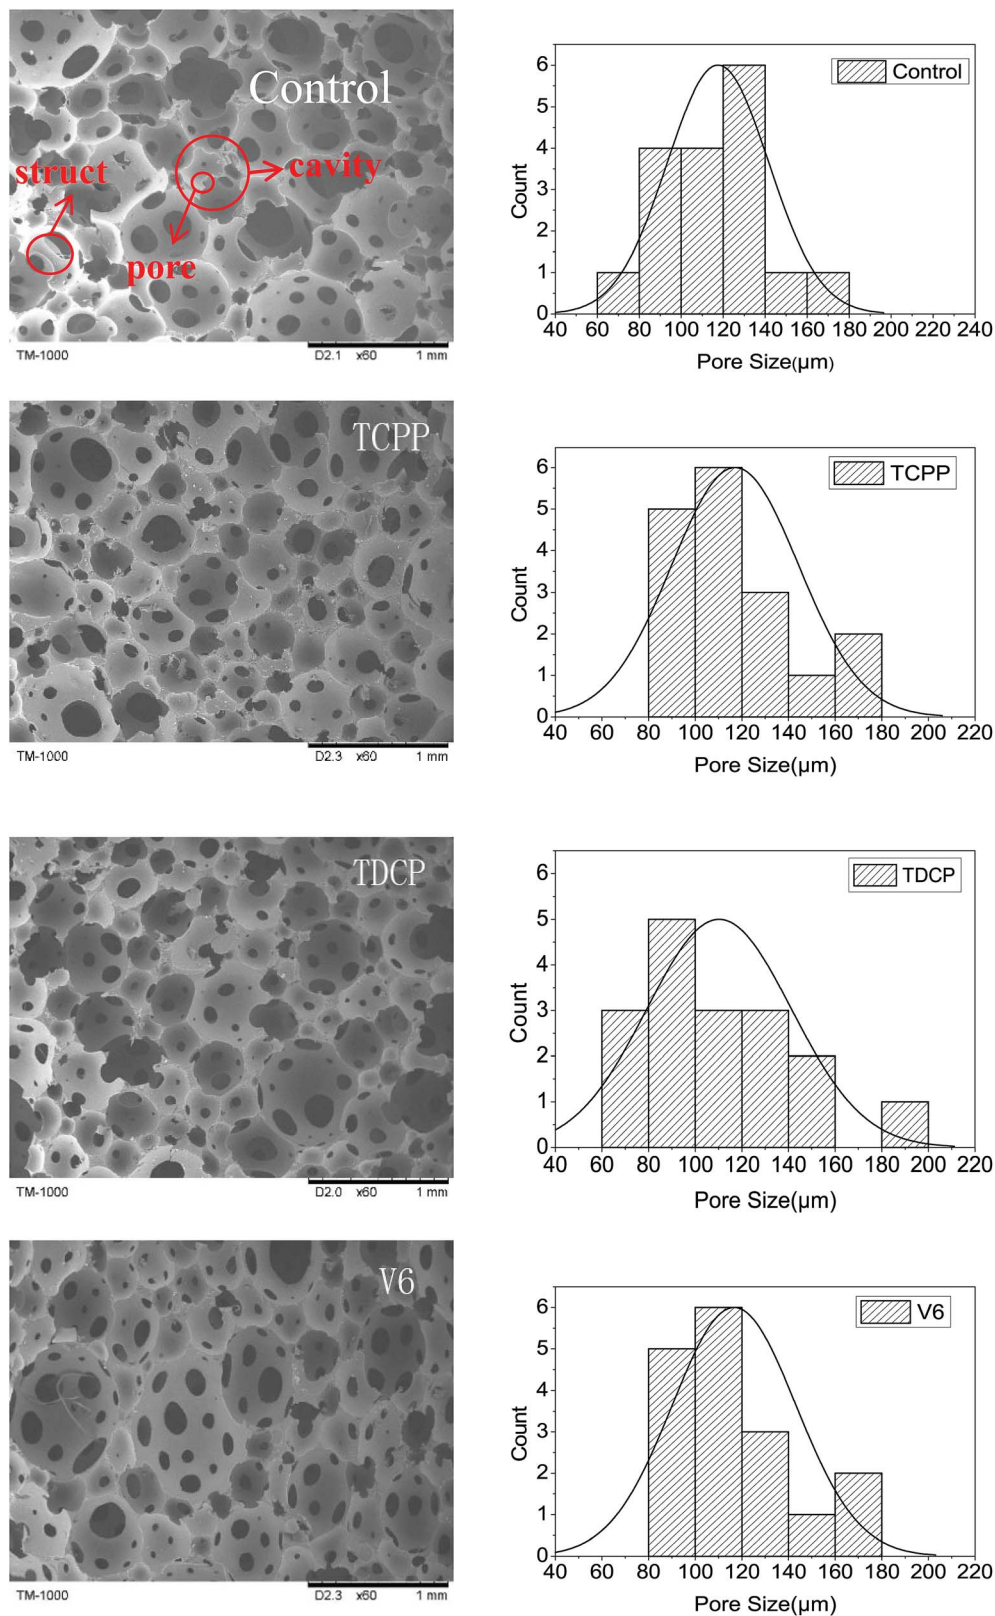 Control
struct
cavity
pore
TM-1000 D2.1 x60 1 mm
Control
6
5
4
3
2
1
0
Count
40 60 80 100 120 140 160 180 200 220 240
Pore Size(μm)
TCPP
TM-1000 D2.3 x60 1 mm
TCPP
6
5
4
3
2
1
0
Count
40 60 80 100 120 140 160 180 200 220
Pore Size(μm)
TDCP
TM-1000 D2.0 x60 1 mm
TDCP
6
5
4
3
2
1
0
Count
40 60 80 100 120 140 160 180 200 220
Pore Size(μm)
V6
TM-1000 D2.3 x60 1 mm
V6
6
5
4
3
2
1
0
Count
40 60 80 100 120 140 160 180 200 220
Pore Size(μm)